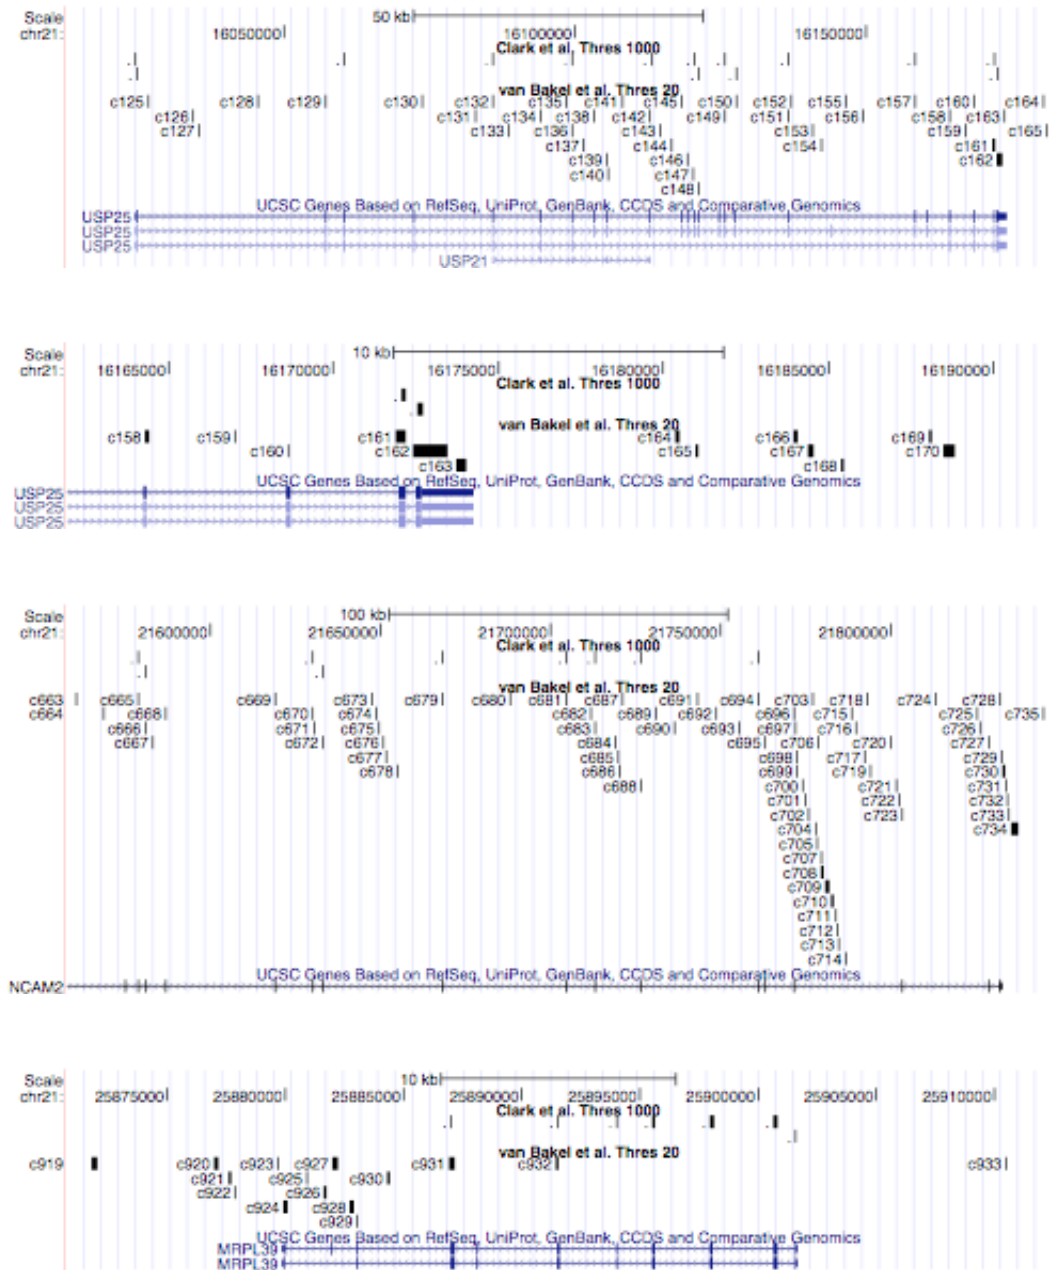 Scale 50 kb
chr21: 16050000 16100000 16150000
Clark et al. Thres 1000
van Bakel et al. Thres 20
c125 c128 c129 c130 c132 c135 c141 c145 c150 c152 c155 c157 c160 c164
c126 c131 c134 c138 c142 c149 c151 c156 c158 c163
c127 c133 c136 c143 c153 c159 c165
c137 c144 c154 c161
c139 c146 c162
c140 c147
c148
UCSC Genes Based on RefSeq, UniProt, GenBank, CCDS and Comparative Genomics
USP25
USP25
USP25
USP21
Scale 10 kb
chr21: 16165000 16170000 16175000 16180000 16185000 16190000
Clark et al. Thres 1000
van Bakel et al. Thres 20
c158 c159 c161 c164 c166 c169
c160 c162 c165 c167 c170
c163 c168
UCSC Genes Based on RefSeq, UniProt, GenBank, CCDS and Comparative Genomics
USP25
USP25
USP25
Scale 100 kb
chr21: 21600000 21650000 21700000 21750000 21800000
Clark et al. Thres 1000
van Bakel et al. Thres 20
c663 c665 c669 c673 c679 c680 c681 c687 c691 c694 c703 c718 c724 c728
c664 c668 c670 c674 c682 c689 c692 c696 c715 c725 c735
c666 c671 c675 c683 c690 c693 c697 c716 c726
c667 c672 c676 c684 c695 c706 c720 c727
c677 c685 c698 c717 c729
c678 c686 c699 c719 c730
c688 c700 c721 c731
c701 c722 c732
c702 c723 c733
c704 c734
c705
c707
c708
c709
c710
c711
c712
c713
c714
UCSC Genes Based on RefSeq, UniProt, GenBank, CCDS and Comparative Genomics
NCAM2
Scale 10 kb
chr21: 25875000 25880000 25885000 25890000 25895000 25900000 25905000 25910000
Clark et al. Thres 1000
van Bakel et al. Thres 20
c919 c920 c923 c927 c931 c932 c933
c921 c925 c930
c922 c926
c924 c928
c929
UCSC Genes Based on RefSeq, UniProt, GenBank, CCDS and Comparative Genomics
MRPL39
MRPL39